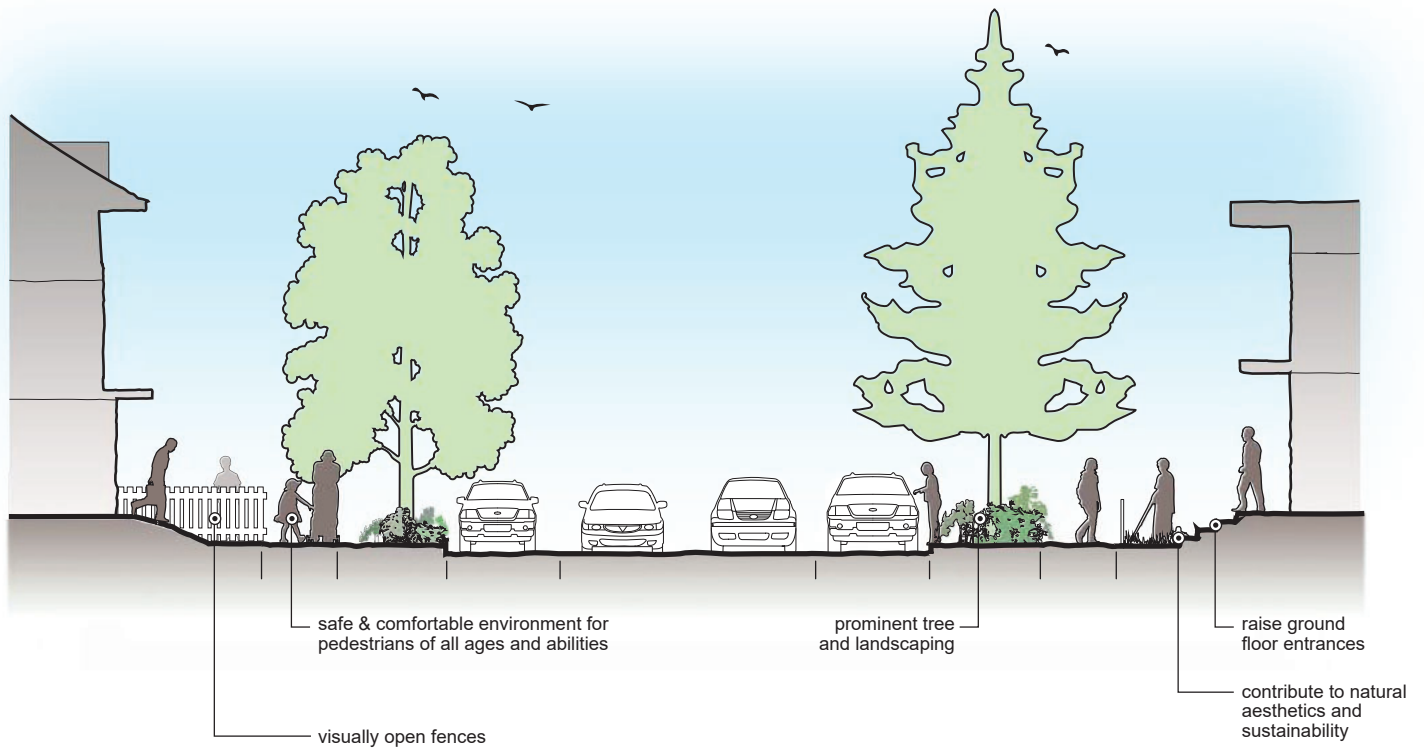 safe & comfortable environment for
pedestrians of all ages and abilities
visually open fences
prominent tree
and landscaping
raise ground
floor entrances
contribute to natural
aesthetics and
sustainability